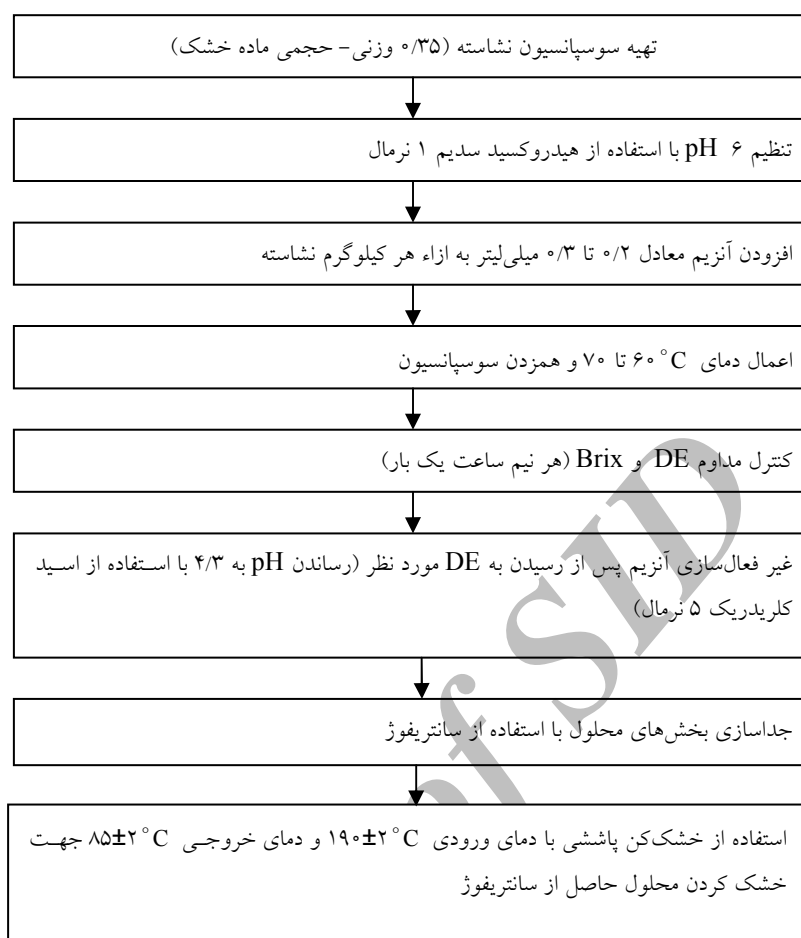 تهیه سوسپانسیون نشاسته (۰/۳۵ وزنی- حجمی ماده خشک)
تنظیم pH ۶ با استفاده از هیدروکسید سدیم ۱ نرمال
افزودن آنزیم معادل ۰/۲ تا ۰/۳ میلی‌لیتر به ازاء هر کیلوگرم نشاسته
اعمال دمای ۶۰°C تا ۷۰ و همزدن سوسپانسیون
کنترل مداوم DE و Brix (هر نیم ساعت یک بار)
غیر فعال‌سازی آنزیم پس از رسیدن به DE مورد نظر (رساندن pH به ۴/۳ با استفاده از اسید
کلریدریک ۵ نرمال)
جداسازی بخش‌های محلول با استفاده از سانتریفوژ
استفاده از خشک‌کن پاششی با دمای ورودی ۱۹۰±۲°C و دمای خروجی ۸۵±۲°C جهت
خشک کردن محلول حاصل از سانتریفوژ
of SID